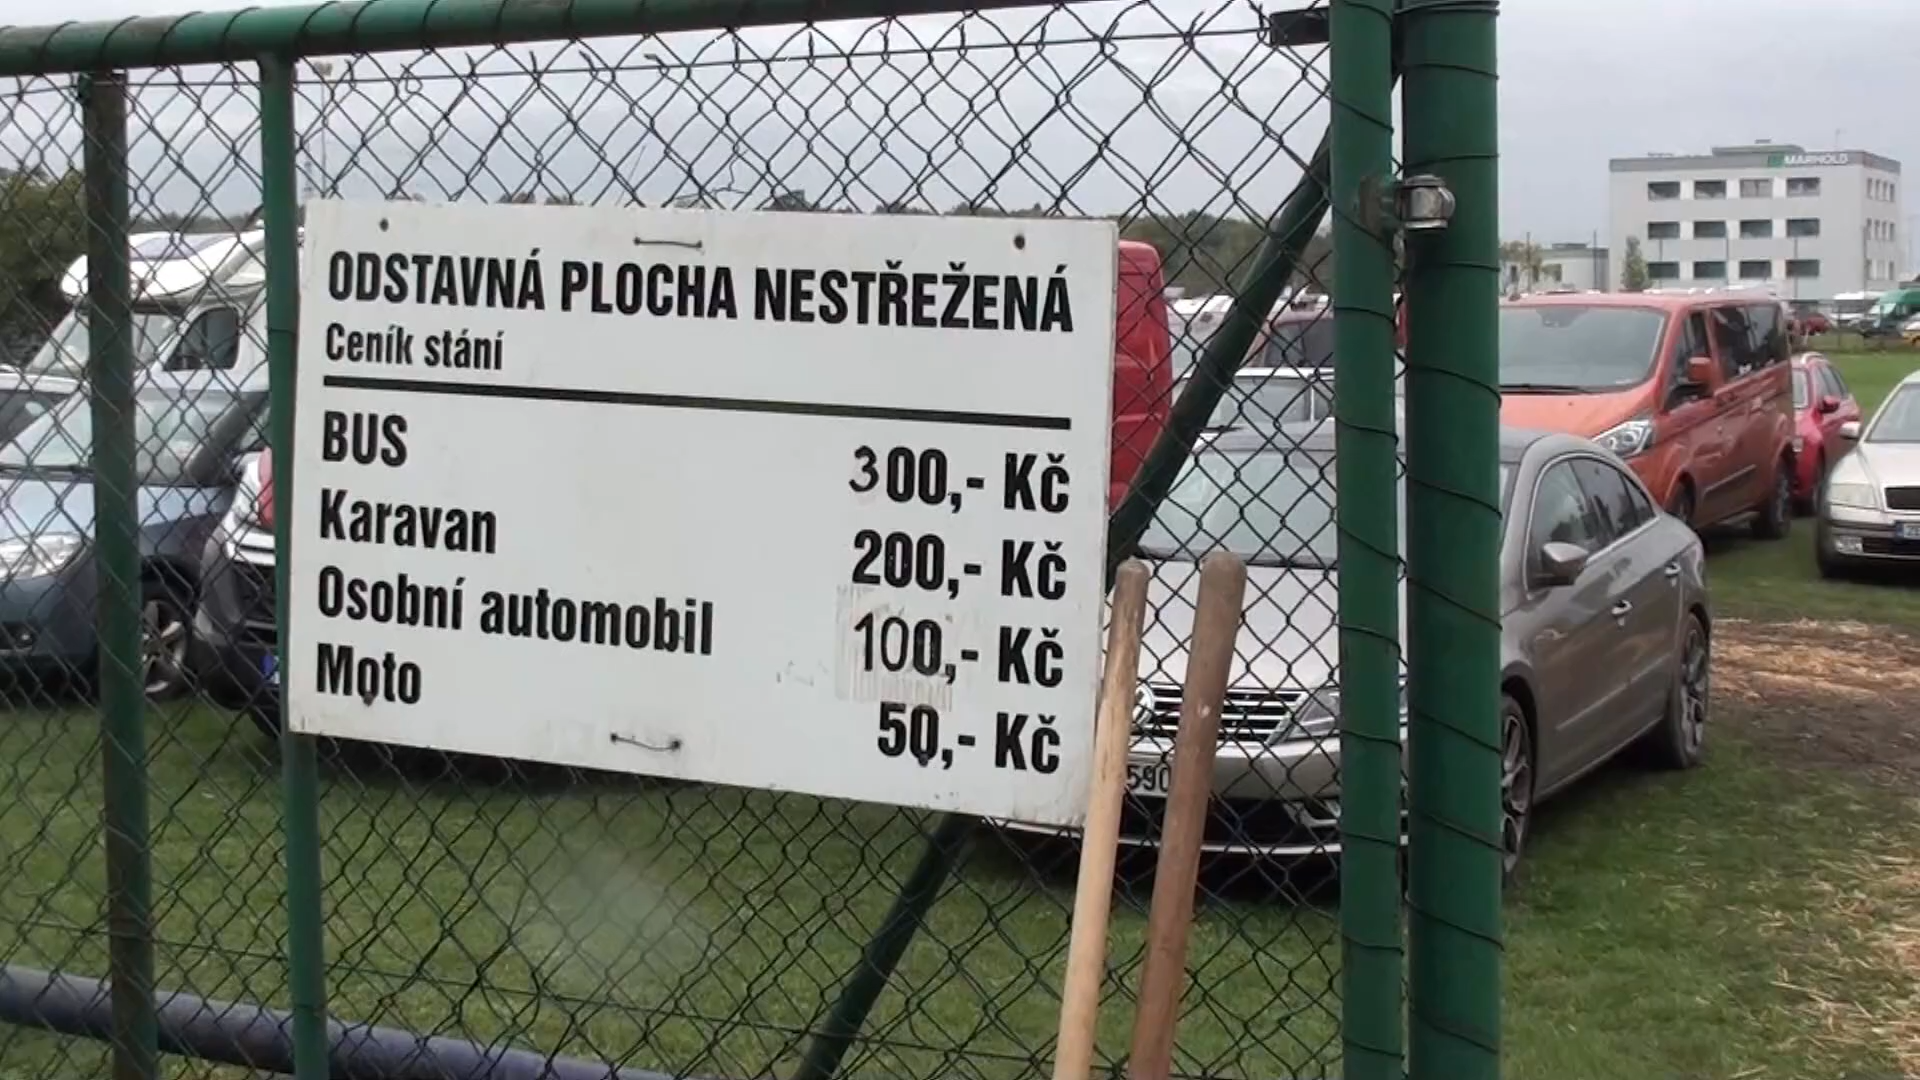 MARHOLD
ODSTAVNÁ PLOCHA NESTŘEŽENÁ
Ceník stání
BUS 300,- Kč
Karavan 200,- Kč
Osobní automobil 100,- Kč
Moto 50,- Kč
590